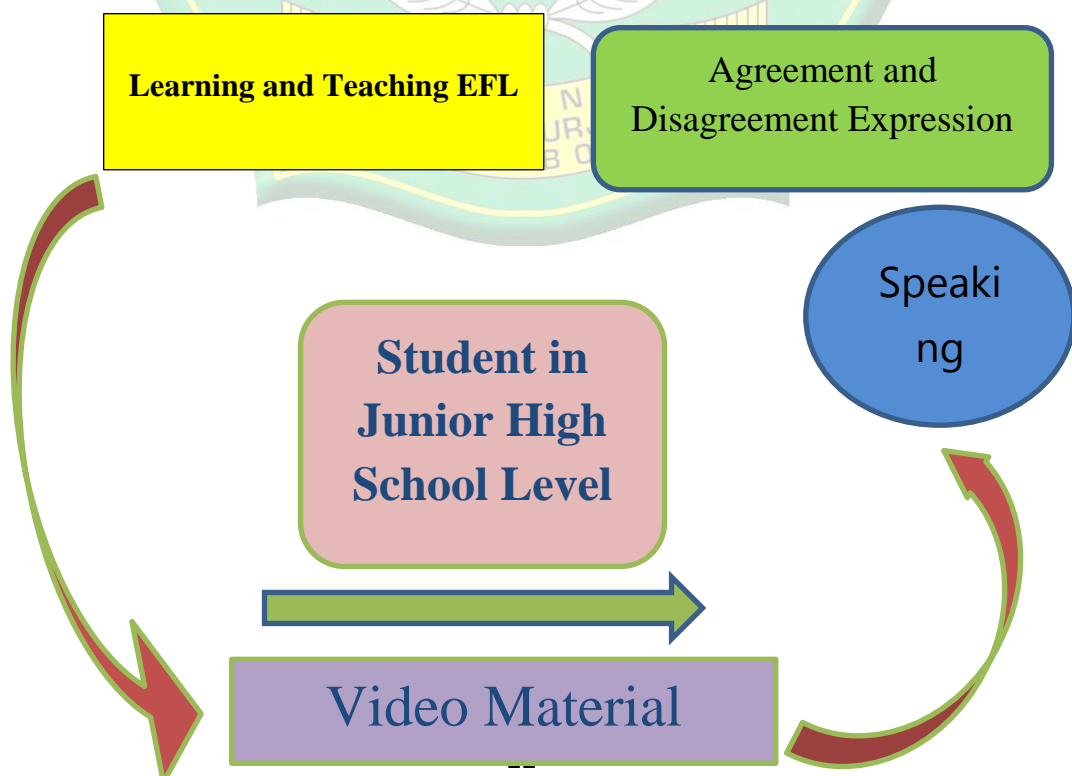 Learning and Teaching EFL
Agreement and
Disagreement Expression
Speaki
ng
Student in
Junior High
School Level
Video Material